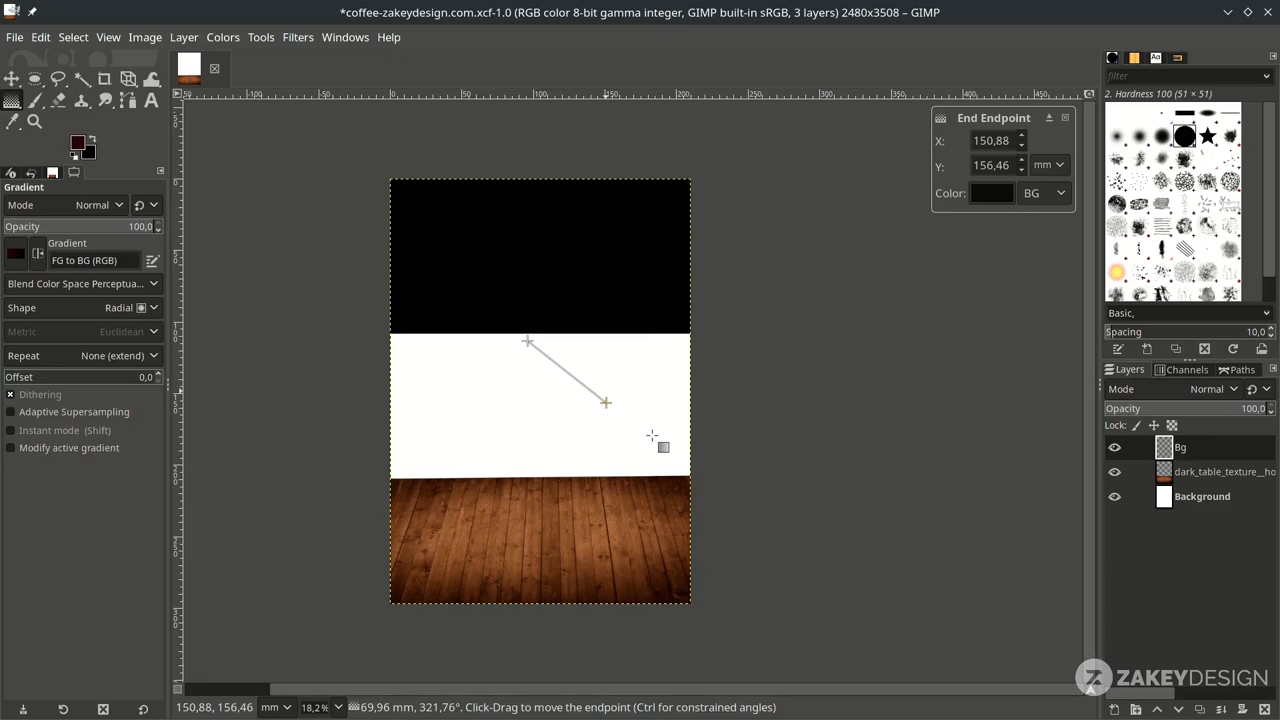 *coffee-zakeydesign.com.xcf-1.0 (RGB color 8-bit gamma integer, GIMP built-in sRGB, 3 layers) 2480x3508 – GIMP
File Edit Select View Image Layer Colors Tools Filters Windows Help
Gradient
Mode Normal
Opacity 100,0
Gradient
FG to BG (RGB)
Blend Color Space Perceptua...
Shape Radial
Metric Euclidean
Repeat None (extend)
Offset 0,0
Dithering
Adaptive Supersampling
Instant mode (Shift)
Modify active gradient
End Endpoint
X: 150,88
Y: 156,46 mm
Color: BG
filter
2. Hardness 100 (51 × 51)
Basic,
Spacing 10,0
Layers Channels Paths
Mode Normal
Opacity 100,0
Lock:
Bg
dark_table_texture__ho
Background
150,88, 156,46 mm 18,2% 69,96 mm, 321,76°. Click-Drag to move the endpoint (Ctrl for constrained angles)
Z ZAKEYDESIGN